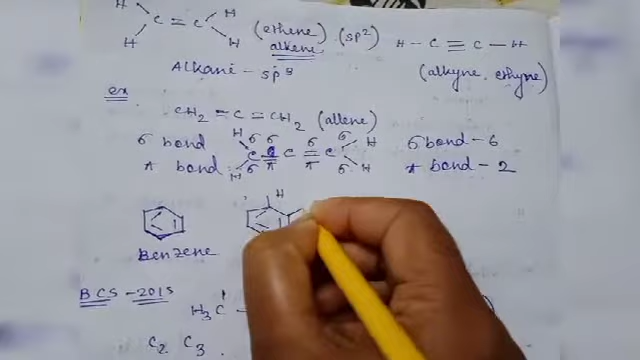 H H
C = C (ethene) (sp2) H - C ≡ C - H
H H alkene
Alkane - sp3 (alkyne, ethyne)
ex
CH2 = C = CH2 (allene)
σ bond H σ σ σ σ H σ bond - 6
C = C = C
π bond H σ π π σ H π bond - 2
H
Benzene
BCS - 2015
H3C -
C2 C3